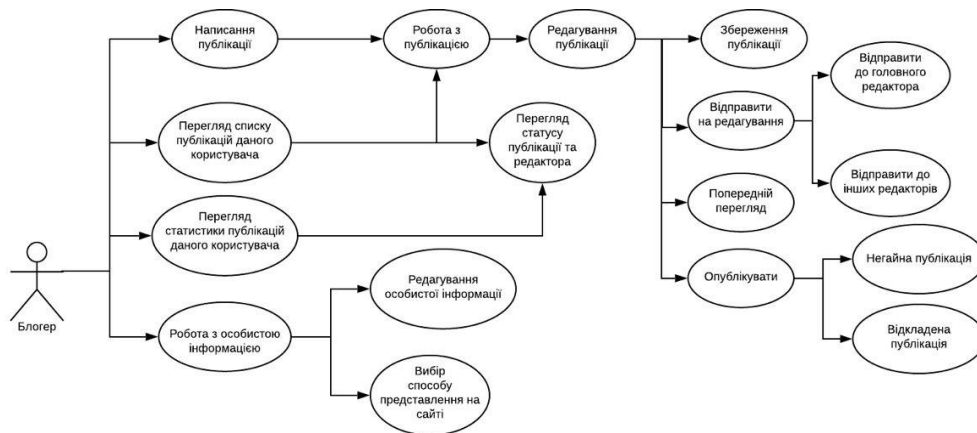 Написання
публікації
Робота з
публікацією
Редагування
публікації
Збереження
публікації
Відправити
до головного
редактора
Відправити
на редагування
Перегляд списку
публікацій даного
користувача
Перегляд
статусу
публікації та
редактора
Відправити до
інших редакторів
Попередній
перегляд
Перегляд
статистики публікацій
даного користувача
Негайна
публікація
Опублікувати
Редагування
особистої інформації
Блогер
Робота з особистою
інформацією
Відкладена
публікація
Вибір
способу
представлення на
сайті